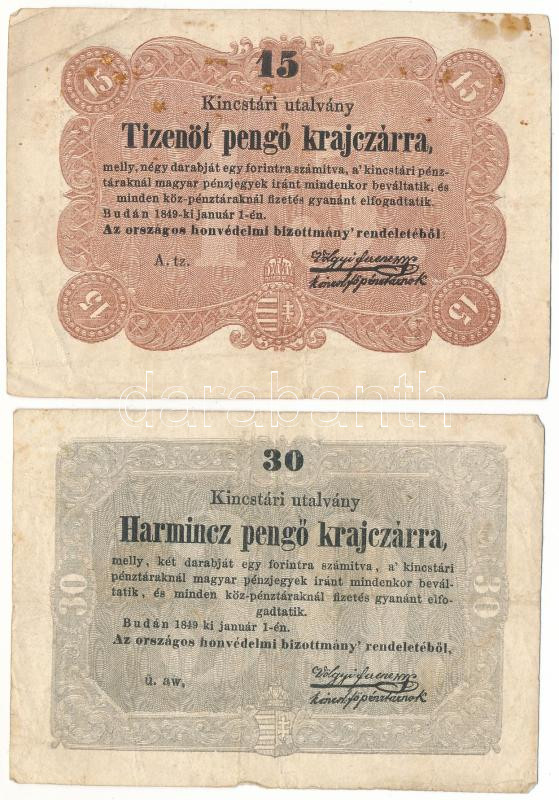 15
15 15
Kincstári utalvány
Tizenöt pengő krajczárra,
melly, négy darabját egy forintra számítva, a' kincstári pénz-
táraknál magyar pénzjegyek iránt mindenkor beváltatik, és
minden köz-pénztáraknál fizetés gyanánt elfogadtatik.
Budán 1849-ki január 1-én.
Az országos honvédelmi bizottmány' rendeletéből:
A. tz.
15 15
darabanth
30
Kincstári utalvány
Harmincz pengő krajczárra,
melly, két darabját egy forintra számítva, a' kincstári
pénztáraknál magyar pénzjegyek iránt mindenkor bevál-
tatik, és minden köz-pénztáraknál fizetés gyanánt elfo-
gadtatik.
30 30
Budán 1849 ki január 1-én.
Az országos honvédelmi bizottmány' rendeletéből,
ú. aw,